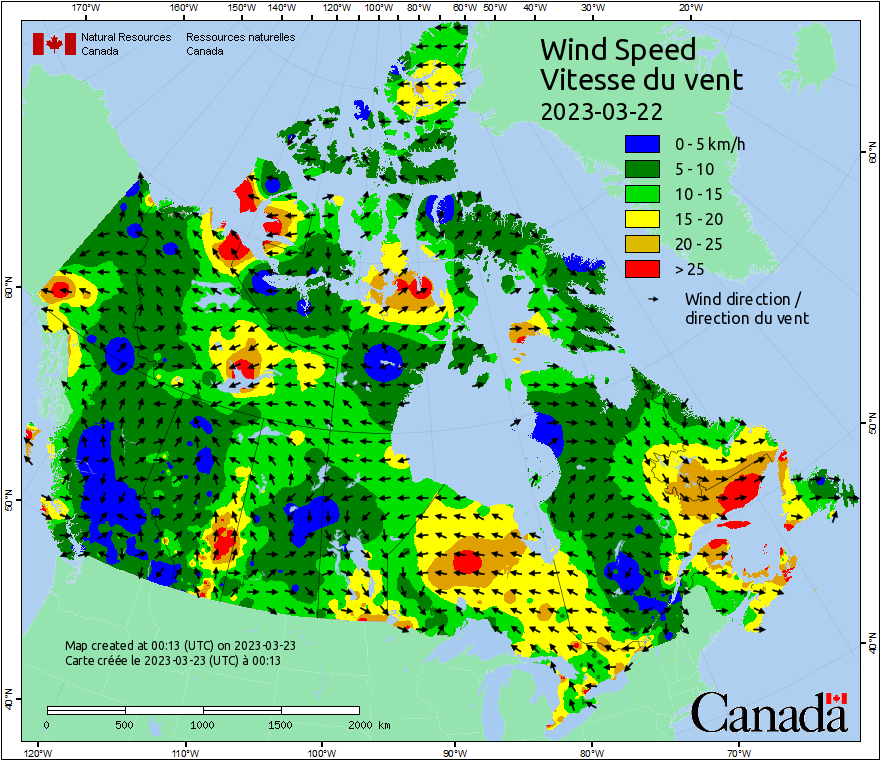 170°W 160°W 150°W 140°W 120°W 100°W 80°W 60°W 50°W 40°W 30°W 20°W
Natural Resources Ressources naturelles
Canada Canada
Wind Speed
Vitesse du vent
2023-03-22
0 - 5 km/h
5 - 10
10 - 15
15 - 20
20 - 25
> 25
Wind direction /
direction du vent
60°N
60°N
50°N
50°N
40°N
40°N
Map created at 00:13 (UTC) on 2023-03-23
Carte créée le 2023-03-23 (UTC) à 00:13
0 500 1000 1500 2000 km
Canada
120°W 110°W 100°W 90°W 80°W 70°W